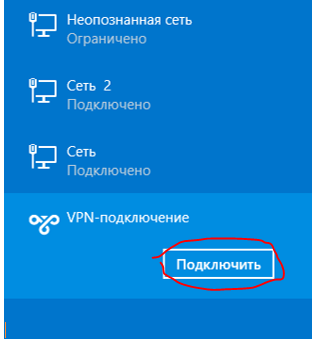 Неопознанная сеть
Ограничено
Сеть 2
Подключено
Сеть
Подключено
VPN-подключение
Подключить